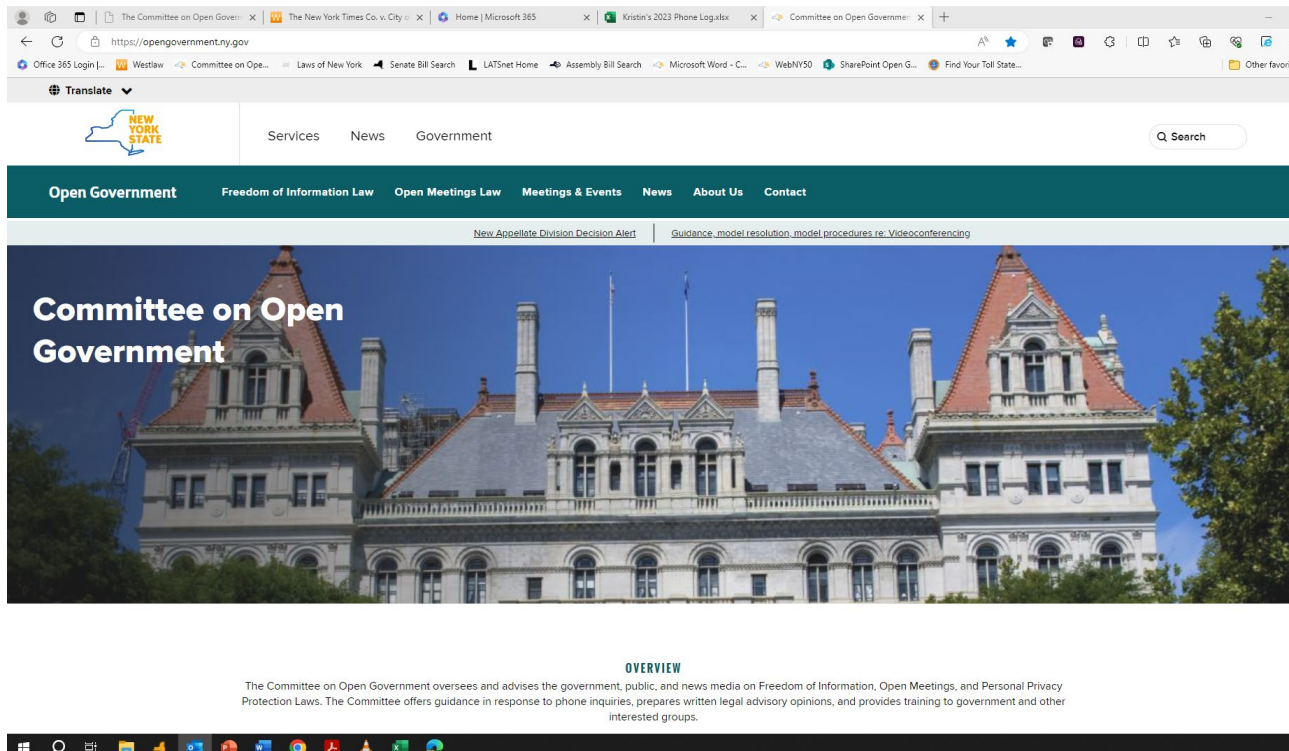 The Committee on Open Govern
The New York Times Co. v. City o
Home | Microsoft 365
Kristin's 2023 Phone Log.xlsx
Committee on Open Governmen
https://opengovernment.ny.gov
Office 365 Login |...
Westlaw
Committee on Ope...
Laws of New York
Senate Bill Search
LATSnet Home
Assembly Bill Search
Microsoft Word - C...
WebNY50
SharePoint Open G...
Find Your Toll State...
Other favori
Translate
NEW
YORK
STATE
Services News Government
Search
Open Government Freedom of Information Law Open Meetings Law Meetings & Events News About Us Contact
New Appellate Division Decision Alert Guidance, model resolution, model procedures re: Videoconferencing
Committee on Open
Government
OVERVIEW
The Committee on Open Government oversees and advises the government, public, and news media on Freedom of Information, Open Meetings, and Personal Privacy
Protection Laws. The Committee offers guidance in response to phone inquiries, prepares written legal advisory opinions, and provides training to government and other
interested groups.